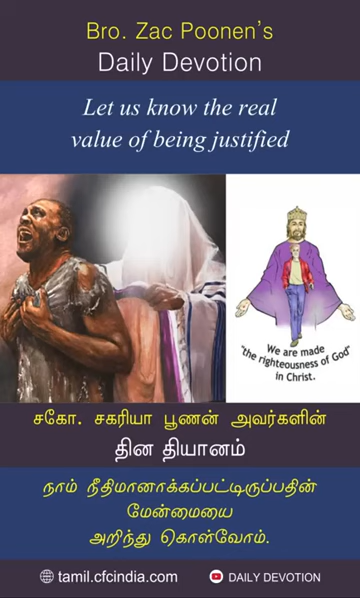 Bro. Zac Poonen's
Daily Devotion
Let us know the real
value of being justified
We are made
"the righteousness of God"
in Christ.
சகோ. சகரியா பூணன் அவர்களின்
தின தியானம்
நாம் நீதிமானாக்கப்பட்டிருப்பதின்
மேன்மையை
அறிந்து கொள்வோம்.
tamil.cfcindia.com
DAILY DEVOTION